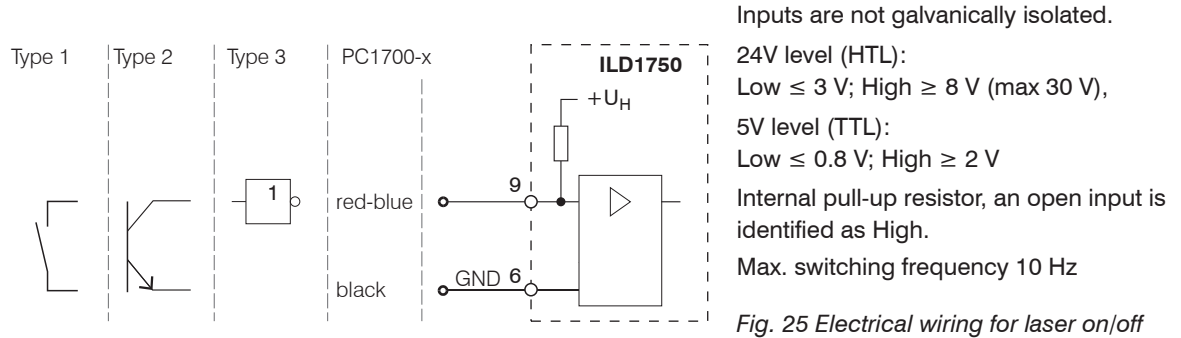 Type 1
Type 2
Type 3
PC1700-x
ILD1750
+UH
1
red-blue
9
GND 6
black
Inputs are not galvanically isolated.
24V level (HTL):
Low ≤ 3 V; High ≥ 8 V (max 30 V),
5V level (TTL):
Low ≤ 0.8 V; High ≥ 2 V
Internal pull-up resistor, an open input is
identified as High.
Max. switching frequency 10 Hz
Fig. 25 Electrical wiring for laser on/off